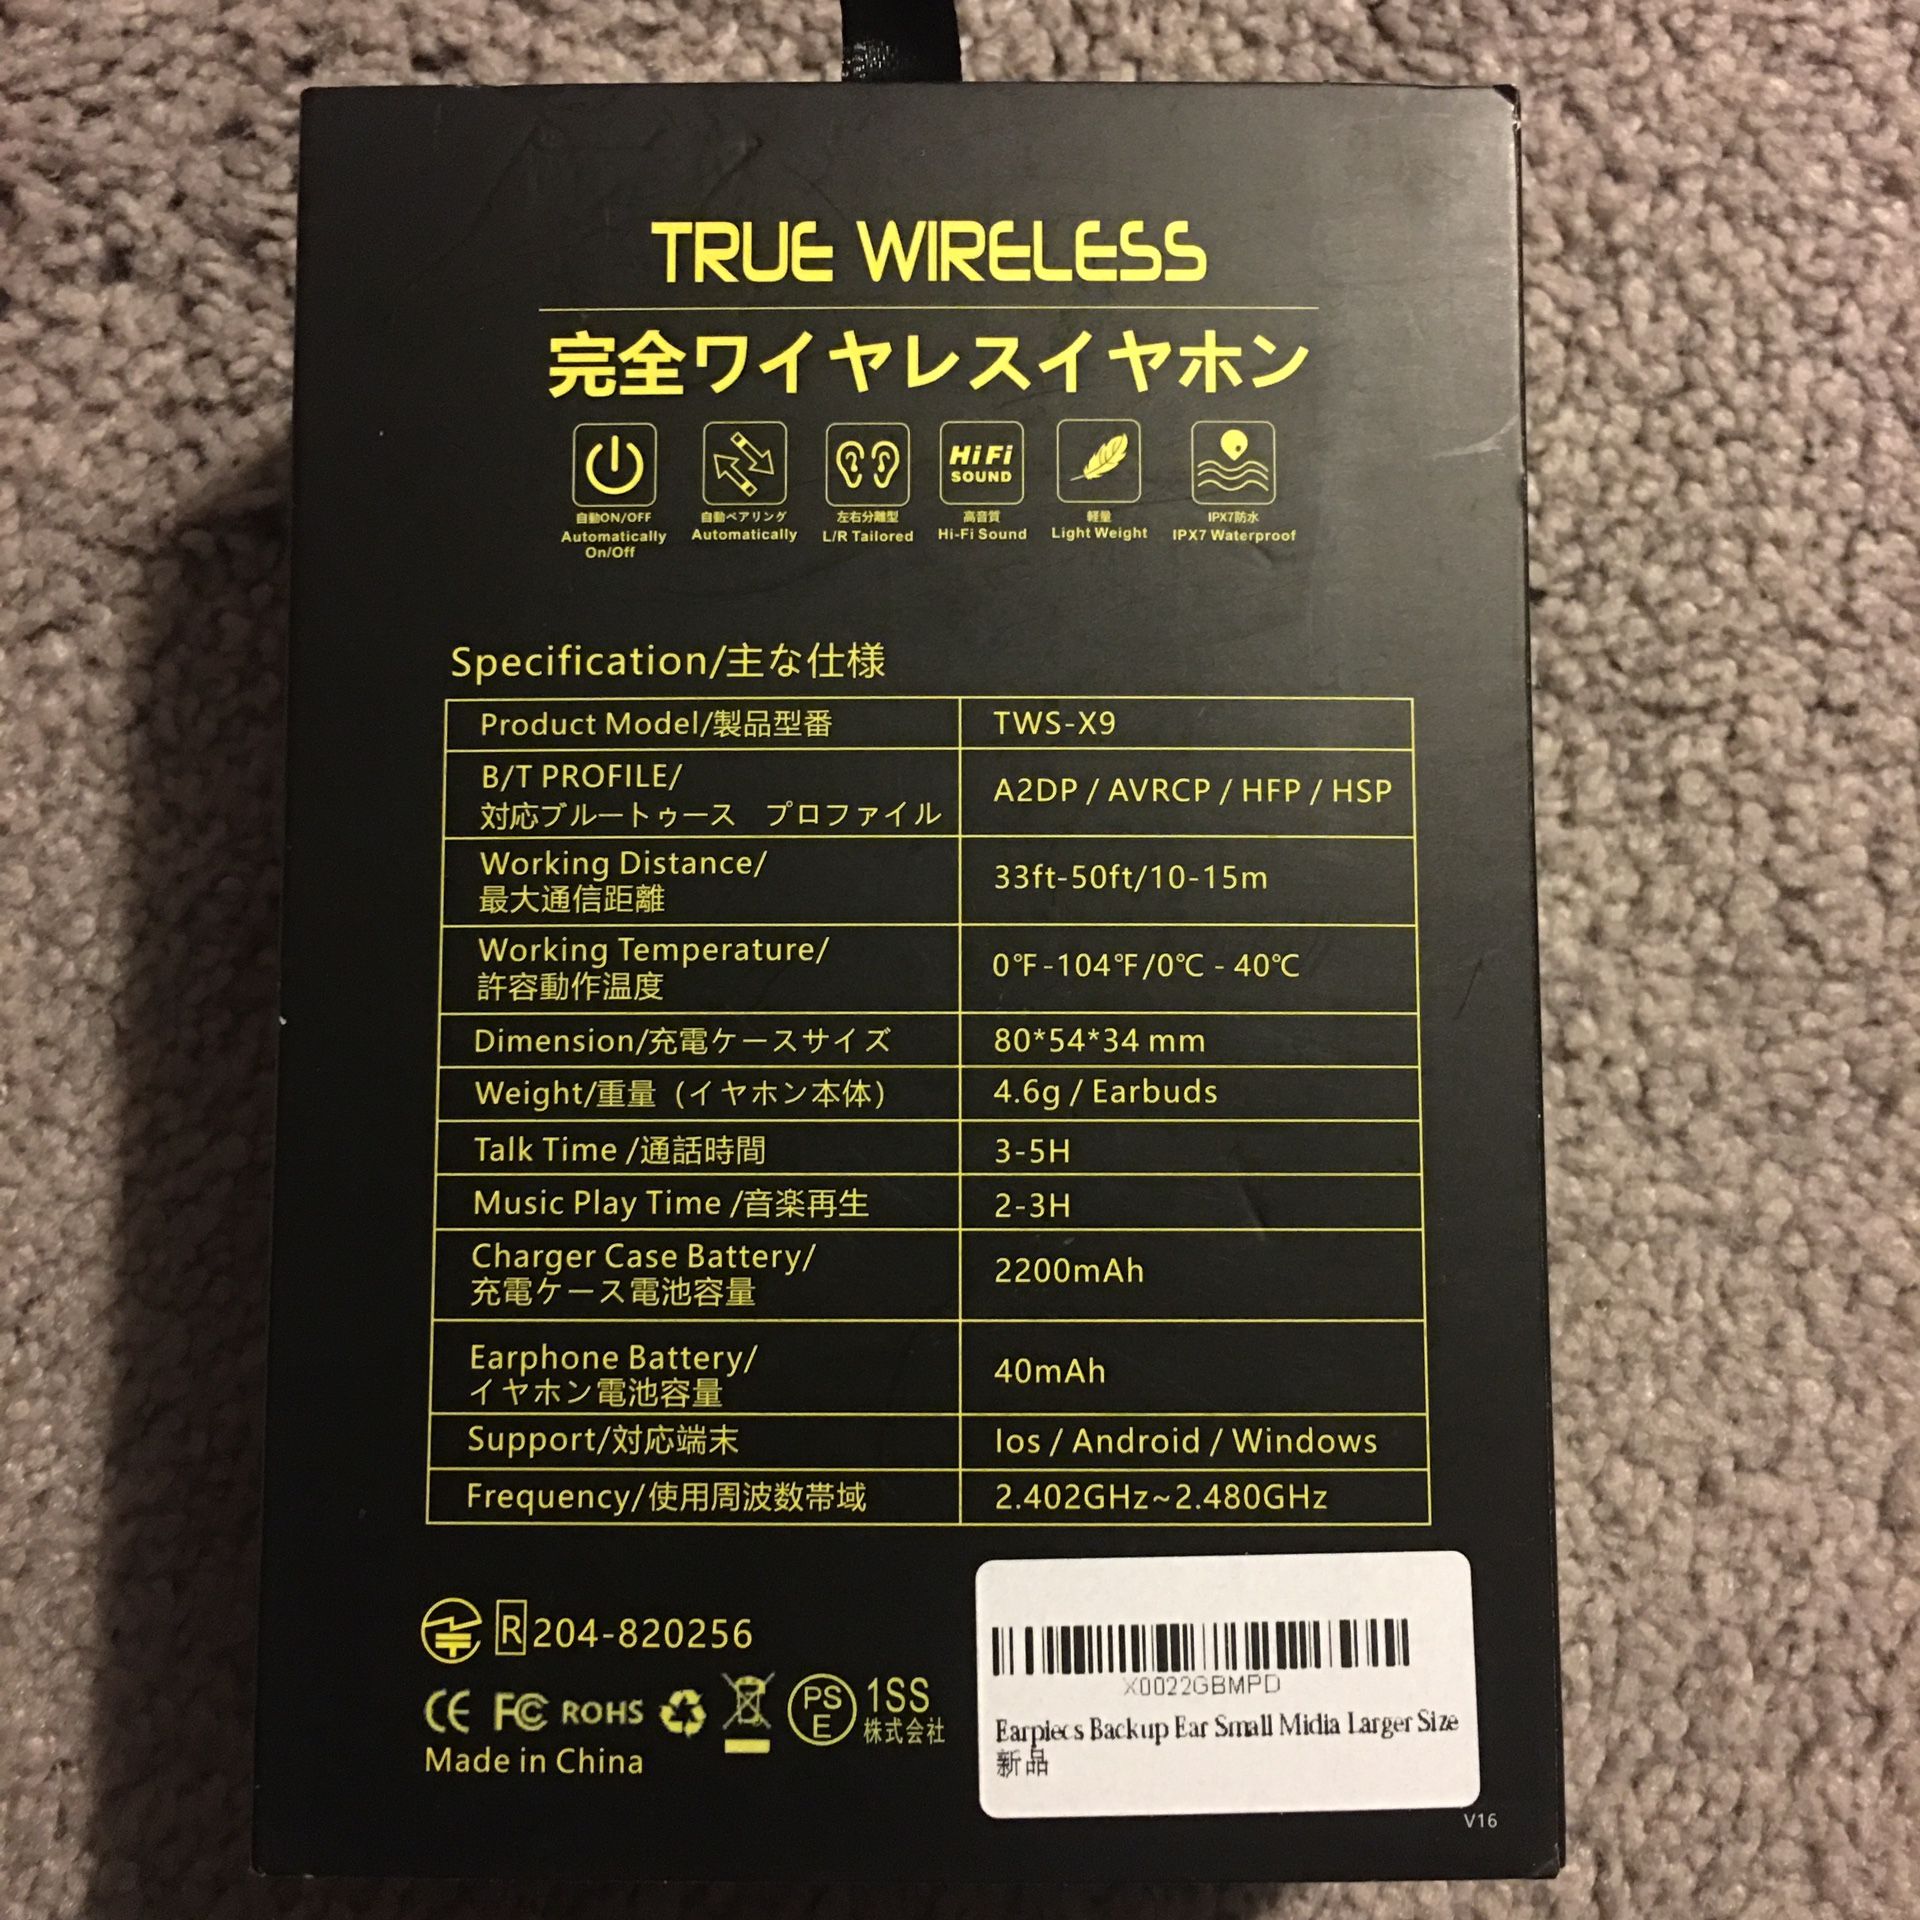 TRUE WIRELESS
完全ワイヤレスイヤホン
HiFi
SOUND
自動ON/OFF
Automatically
On/Off
自動ペアリング
Automatically
左右分離型
L/R Tailored
高音質
Hi-Fi Sound
軽量
Light Weight
IPX7防水
IPX7 Waterproof
Specification/主な仕様
Product Model/製品型番 TWS-X9
B/T PROFILE/
対応ブルートゥース　プロファイル
A2DP / AVRCP / HFP / HSP
Working Distance/
最大通信距離
33ft-50ft/10-15m
Working Temperature/
許容動作温度
0℉-104℉/0℃ - 40℃
Dimension/充電ケースサイズ 80*54*34 mm
Weight/重量 (イヤホン本体) 4.6g / Earbuds
Talk Time /通話時間 3-5H
Music Play Time /音楽再生 2-3H
Charger Case Battery/
充電ケース電池容量
2200mAh
Earphone Battery/
イヤホン電池容量
40mAh
Support/対応端末 Ios / Android / Windows
Frequency/使用周波数帯域 2.402GHz~2.480GHz
R 204-820256
CE FC ROHS
PS
E
1SS
株式会社
Made in China
X0022GBMPD
Earpiecs Backup Ear Small Midia Larger Size
新品
V16